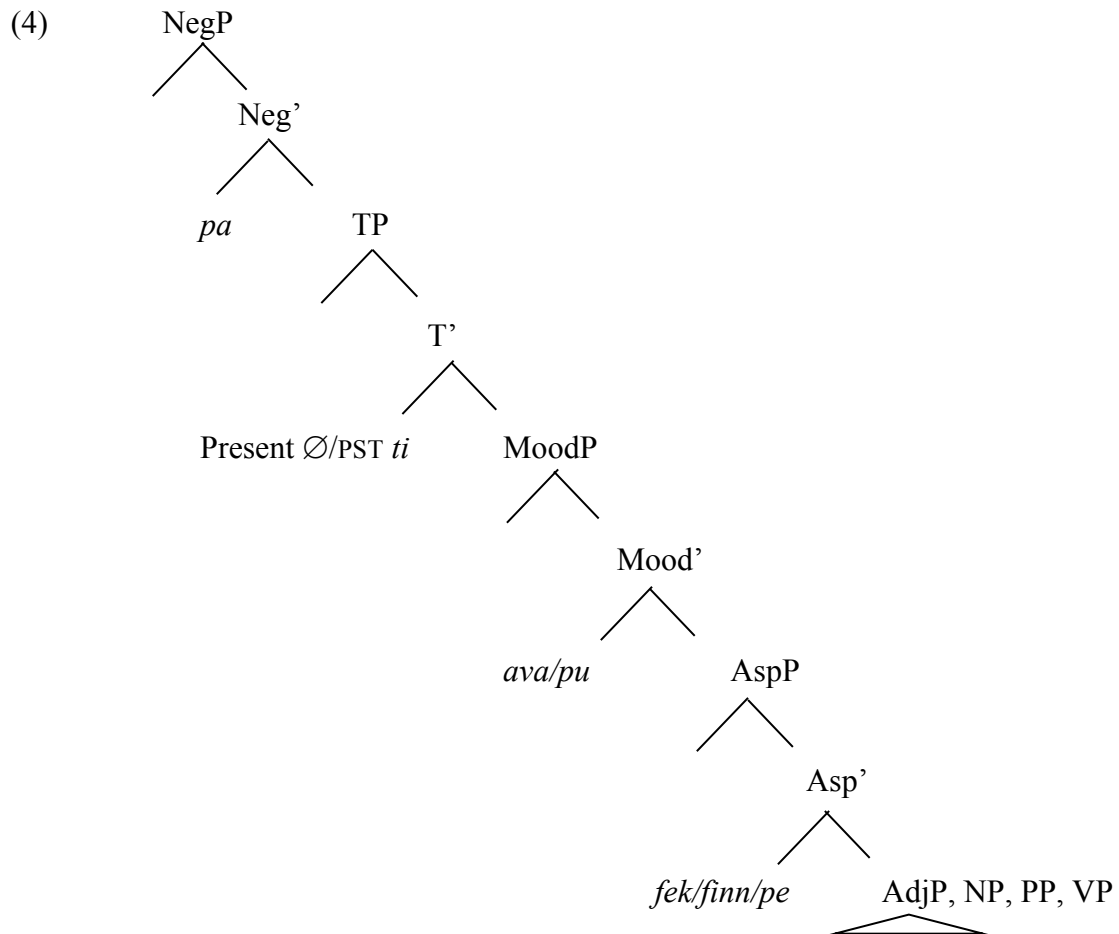 (4) NegP
Neg’
pa TP
T’
Present ∅/PST ti MoodP
Mood’
ava/pu AspP
Asp’
fek/finn/pe AdjP, NP, PP, VP